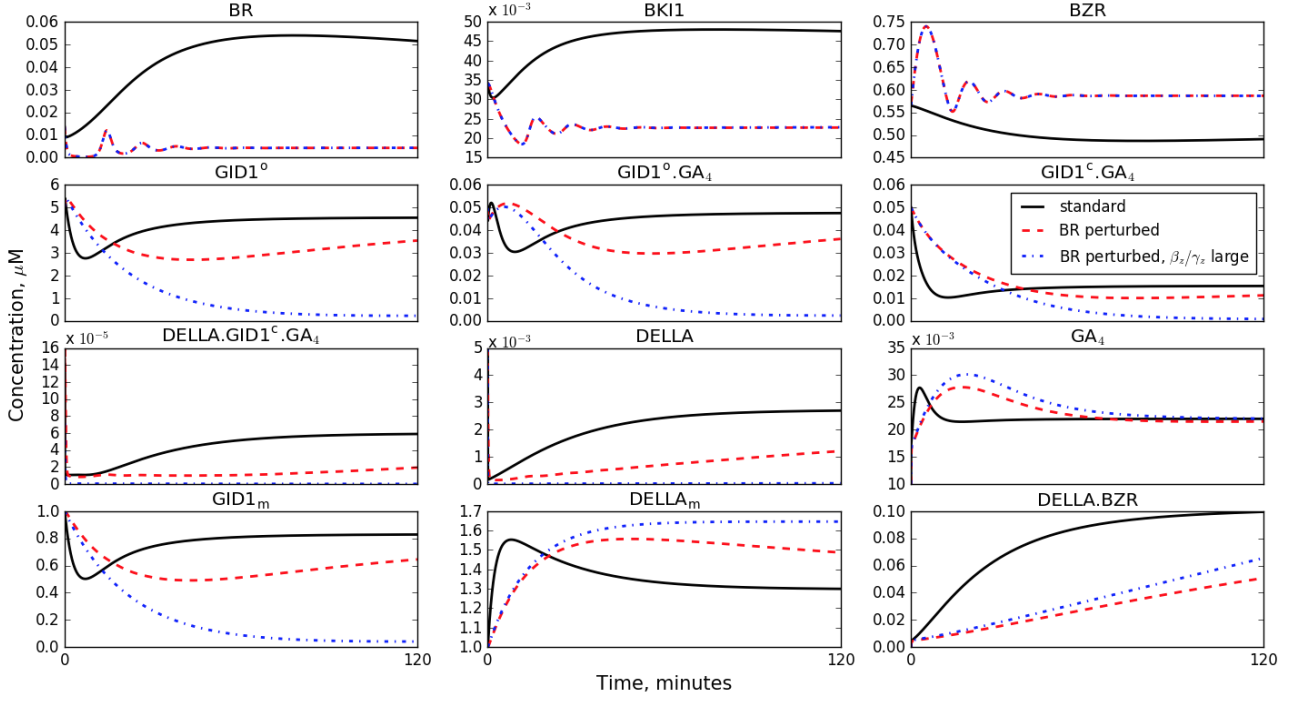 BR BKI1 BZR
0.06 0.05 0.04 0.03 0.02 0.01 0.00
x 10⁻³ 50 45 40 35 30 25 20 15
0.75 0.70 0.65 0.60 0.55 0.50 0.45
GID1ᵒ GID1ᵒ.GA₄ GID1ᶜ.GA₄
6 5 4 3 2 1 0
0.06 0.05 0.04 0.03 0.02 0.01 0.00
0.06 0.05 0.04 0.03 0.02 0.01 0.00
standard
BR perturbed
BR perturbed, βz/γz large
Concentration, μM
DELLA.GID1ᶜ.GA₄ DELLA GA₄
x 10⁻⁵ 16 14 12 10 8 6 4 2 0
x 10⁻³ 5 4 3 2 1 0
x 10⁻³ 35 30 25 20 15 10
GID1ₘ DELLAₘ DELLA.BZR
1.0 0.8 0.6 0.4 0.2 0.0
1.7 1.6 1.5 1.4 1.3 1.2 1.1 1.0
0.10 0.08 0.06 0.04 0.02 0.00
0 120 0 120 0 120
Time, minutes